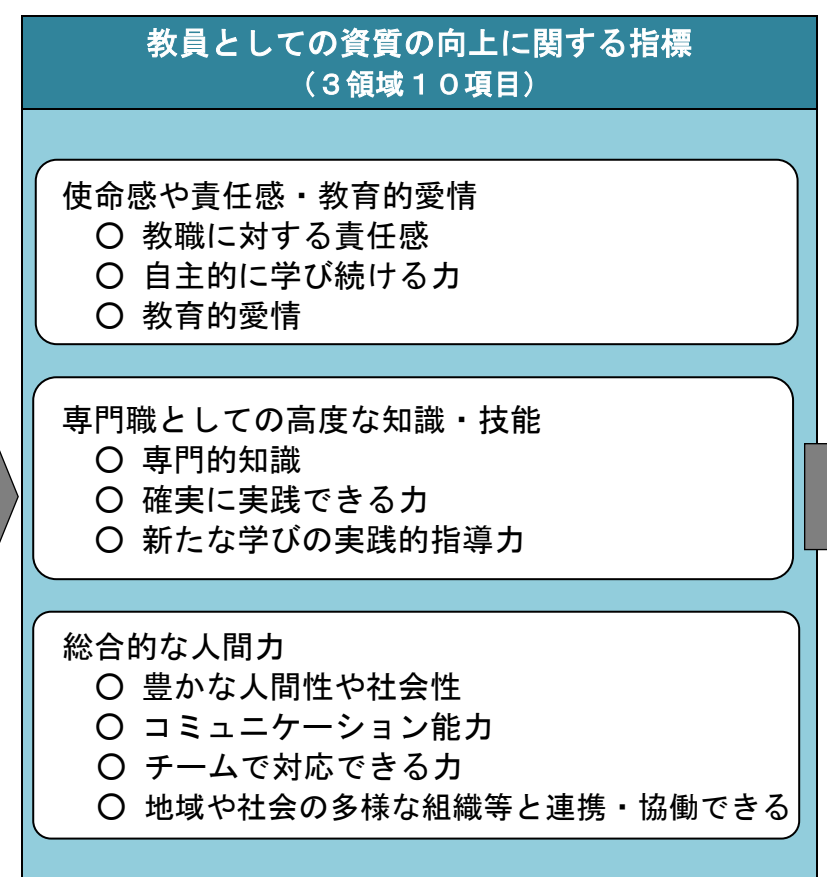 教員としての資質の向上に関する指標
(3領域10項目)
使命感や責任感・教育的愛情
○ 教職に対する責任感
○ 自主的に学び続ける力
○ 教育的愛情
専門職としての高度な知識・技能
○ 専門的知識
○ 確実に実践できる力
○ 新たな学びの実践的指導力
総合的な人間力
○ 豊かな人間性や社会性
○ コミュニケーション能力
○ チームで対応できる力
○ 地域や社会の多様な組織等と連携・協働できる